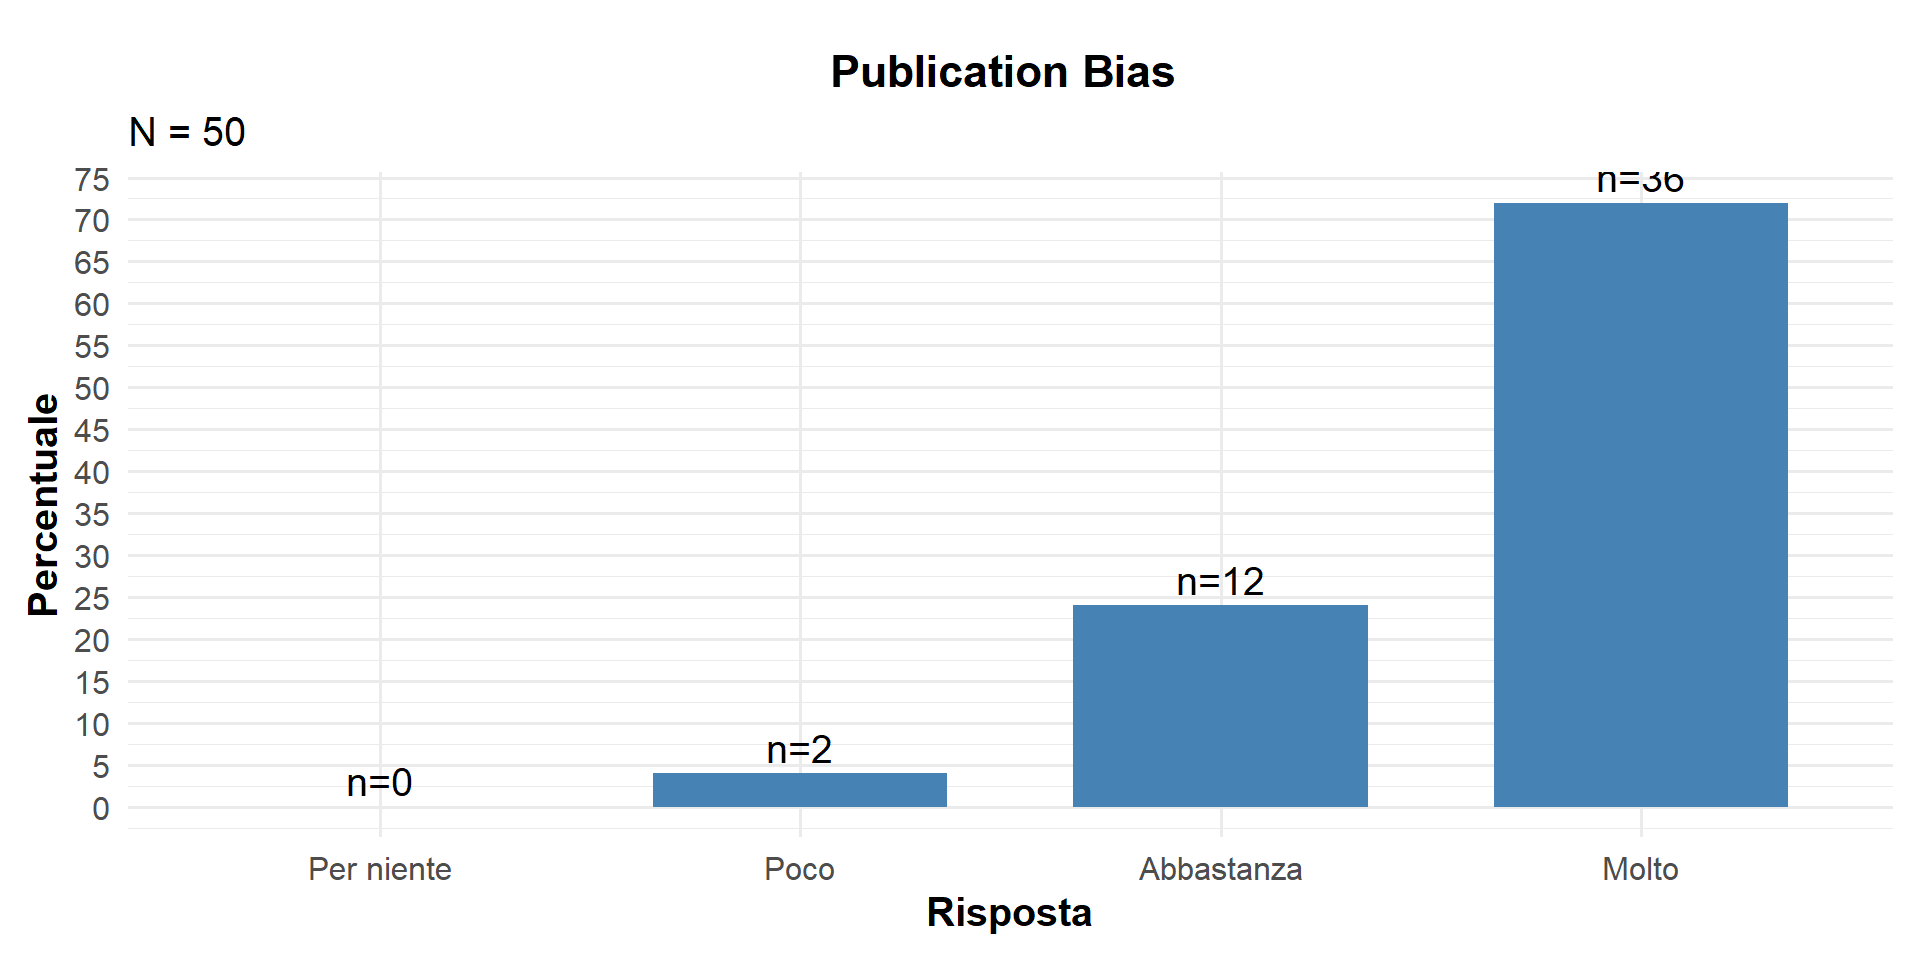 Publication Bias
N = 50
75
70
65
60
55
50
45
40
35
30
25
20
15
10
5
0
Percentuale
n=0
n=2
n=12
n=36
Per niente
Poco
Abbastanza
Molto
Risposta